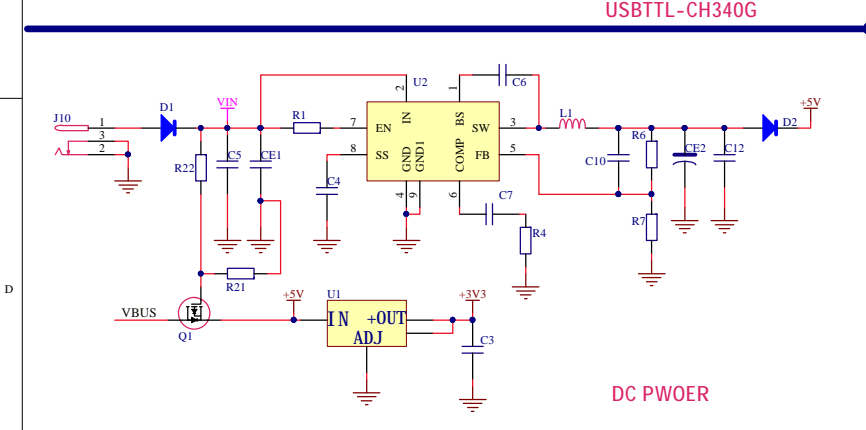 USBTTL-CH340G
J10
1
3
2
D1
VIN
R22
C5
CE1
R1
C4
7
8
2
U2
EN
SS
IN
BS
SW
FB
GND
GND1
COMP
1
3
5
4
9
6
C6
C7
R4
L1
C10
R6
R7
CE2
C12
D2
+5V
D
R21
VBUS
Q1
+5V
U1
IN +OUT
ADJ
+3V3
C3
DC PWOER